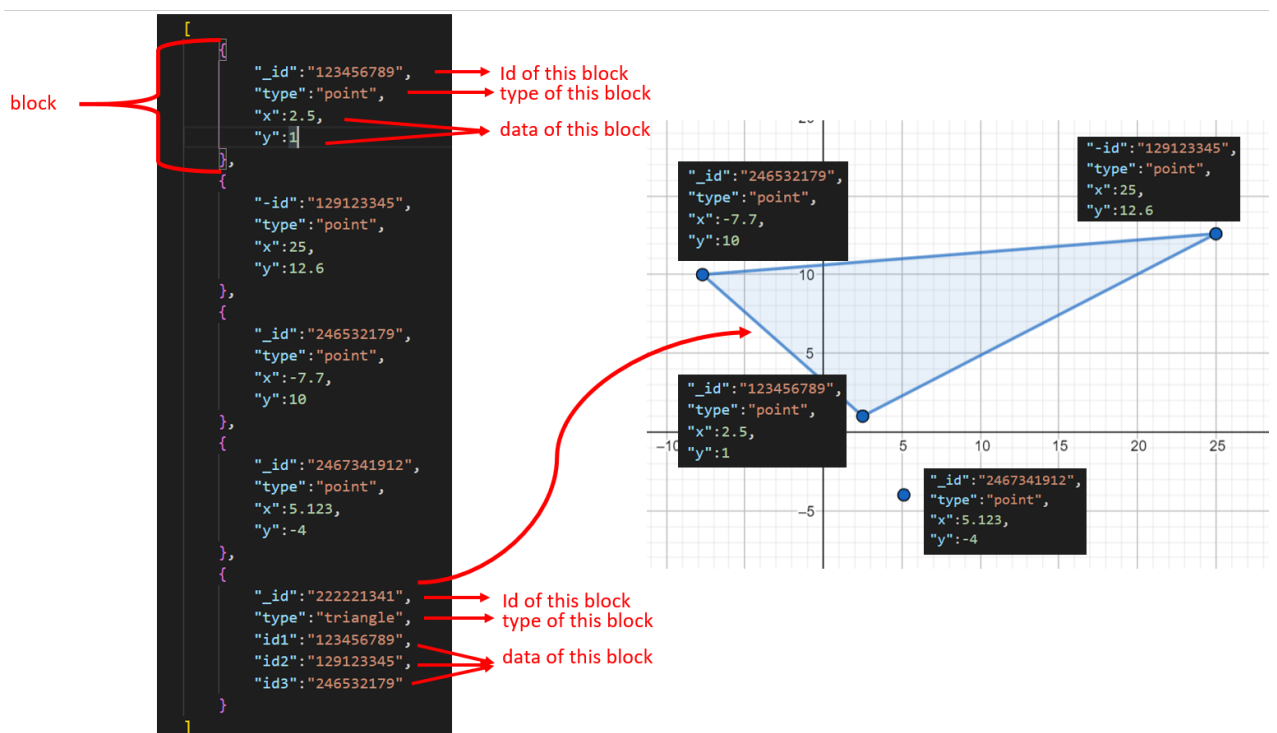 [
{
"_id":"123456789",
"type":"point",
"x":2.5,
"y":1
},
{
"-id":"129123345",
"type":"point",
"x":25,
"y":12.6
},
{
"_id":"246532179",
"type":"point",
"x":-7.7,
"y":10
},
{
"_id":"2467341912",
"type":"point",
"x":5.123,
"y":-4
},
{
"_id":"222221341",
"type":"triangle",
"id1":"123456789",
"id2":"129123345",
"id3":"246532179"
}
]
block
Id of this block
type of this block
data of this block
Id of this block
type of this block
data of this block
"_id":"246532179",
"type":"point",
"x":-7.7,
"y":10
"-id":"129123345",
"type":"point",
"x":25,
"y":12.6
"_id":"123456789",
"type":"point",
"x":2.5,
"y":1
"_id":"2467341912",
"type":"point",
"x":5.123,
"y":-4
10
5
-5
5
10
15
20
25